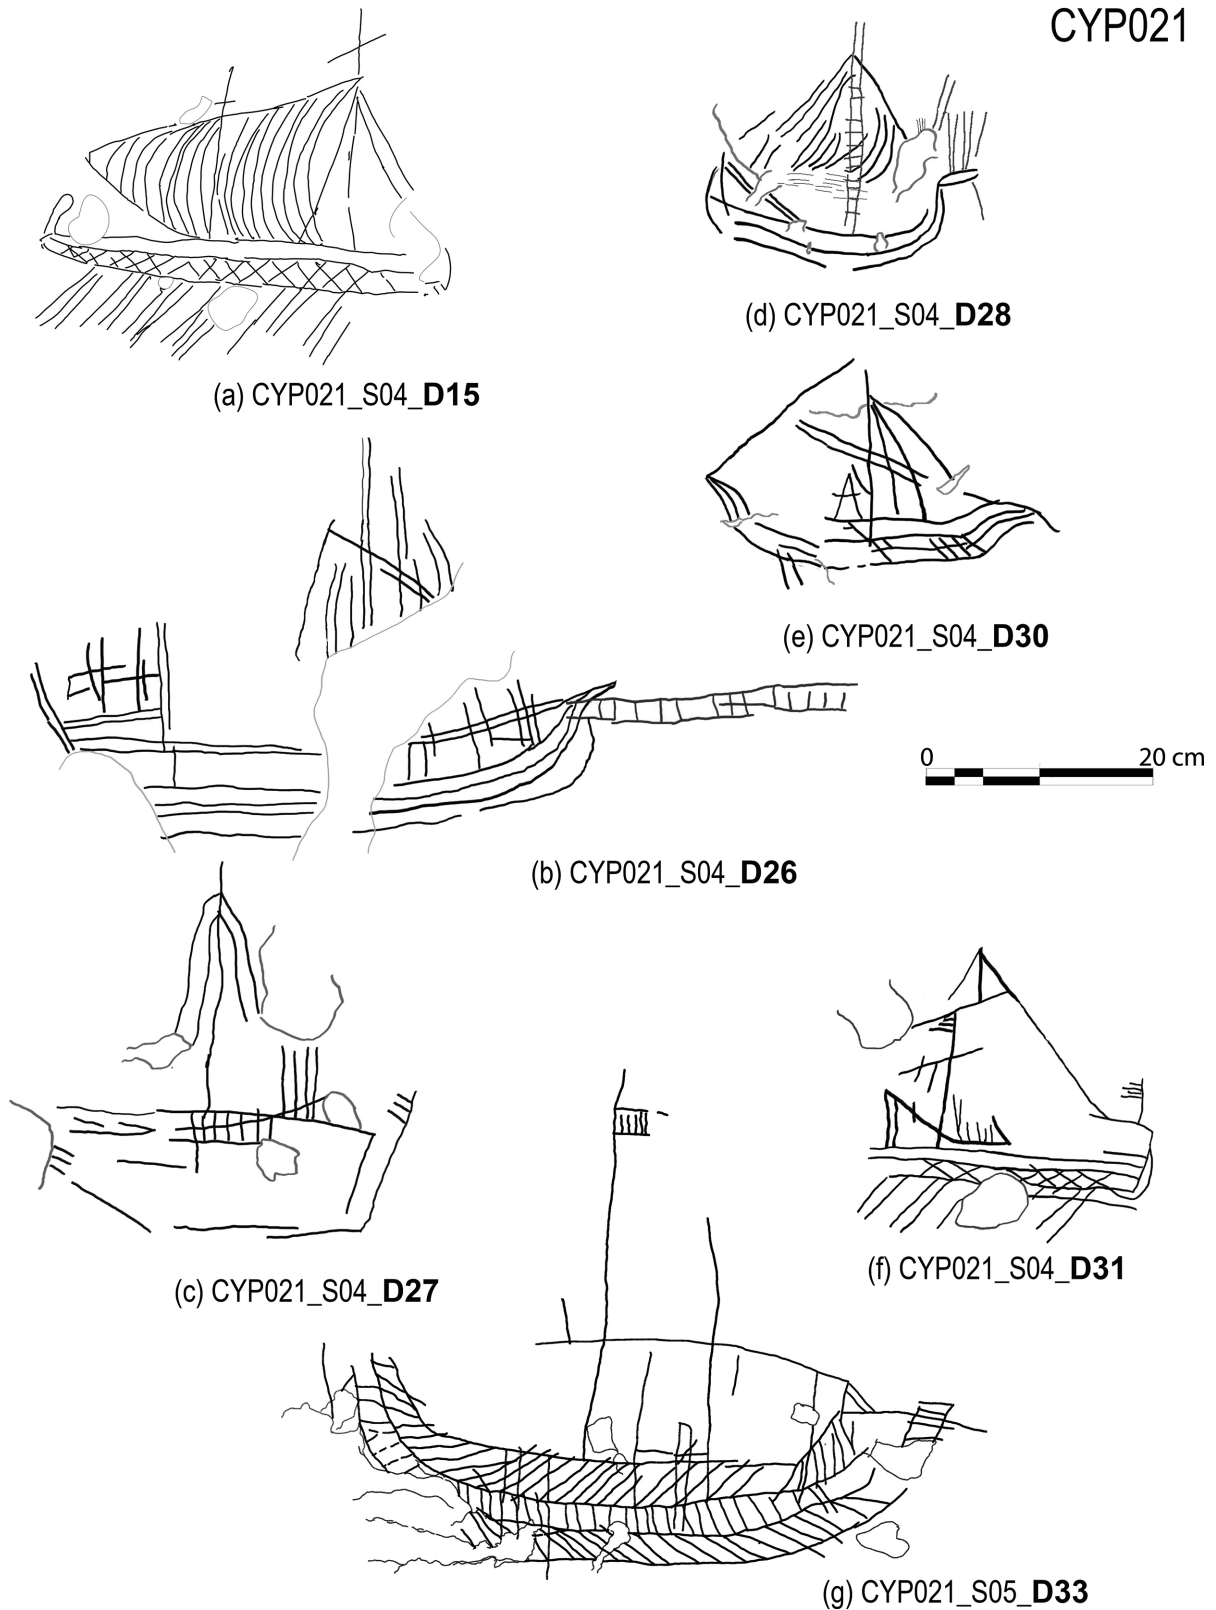 CYP021
(d) CYP021_S04_D28
(a) CYP021_S04_D15
(e) CYP021_S04_D30
0 20 cm
(b) CYP021_S04_D26
(f) CYP021_S04_D31
(c) CYP021_S04_D27
(g) CYP021_S05_D33